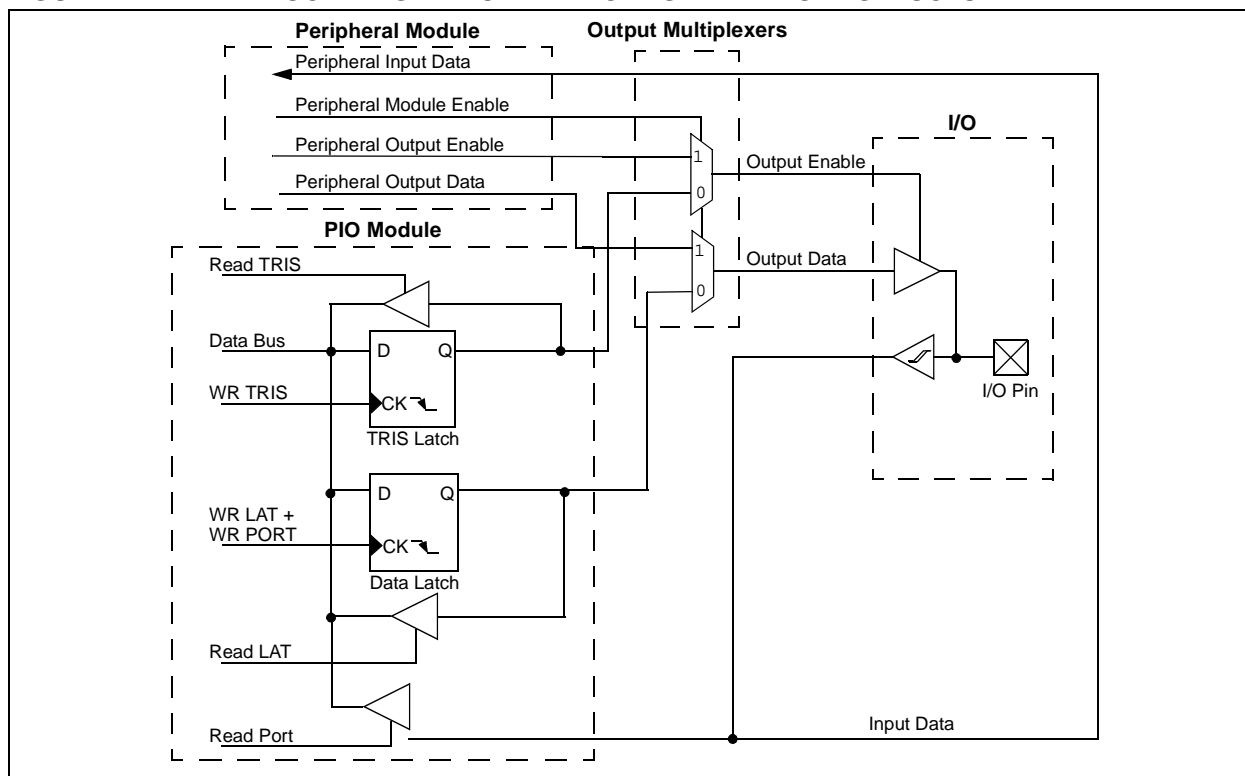 Peripheral Module
Output Multiplexers
Peripheral Input Data
Peripheral Module Enable
I/O
Peripheral Output Enable
1
Output Enable
Peripheral Output Data
0
PIO Module
1
Read TRIS
Output Data
0
Data Bus
D
Q
WR TRIS
CK
I/O Pin
TRIS Latch
D
Q
WR LAT +
WR PORT
CK
Data Latch
Read LAT
Input Data
Read Port